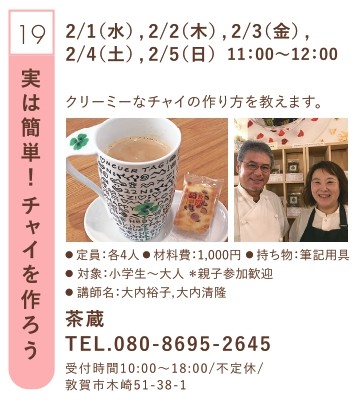 19
実は簡単！チャイを作ろう
2/1(水) , 2/2(木) , 2/3(金) ,
2/4(土) , 2/5(日) 11:00〜12:00
クリーミーなチャイの作り方を教えます。
●定員：各4人 ●材料費：1,000円 ●持ち物：筆記用具
●対象：小学生〜大人 ＊親子参加歓迎
●講師名：大内裕子,大内清隆
茶蔵
TEL.080-8695-2645
受付時間10:00〜18:00/不定休/
敦賀市木崎51-38-1